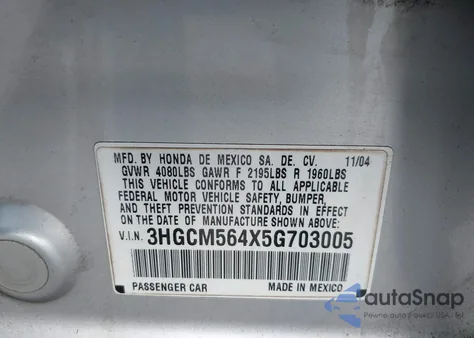 MFD. BY HONDA DE MEXICO SA. DE. CV. 11/04
GVWR 4080LBS GAWR F 2195LBS R 1960LBS
THIS VEHICLE CONFORMS TO ALL APPLICABLE
FEDERAL MOTOR VEHICLE SAFETY, BUMPER,
AND THEFT PREVENTION STANDARDS IN
EFFECT ON THE DATE OF MANUFACTURE SHOWN ABOVE:
V.I.N. 3HGCM564X5G703005
PASSENGER CAR MADE IN MEXICO
autaSnap